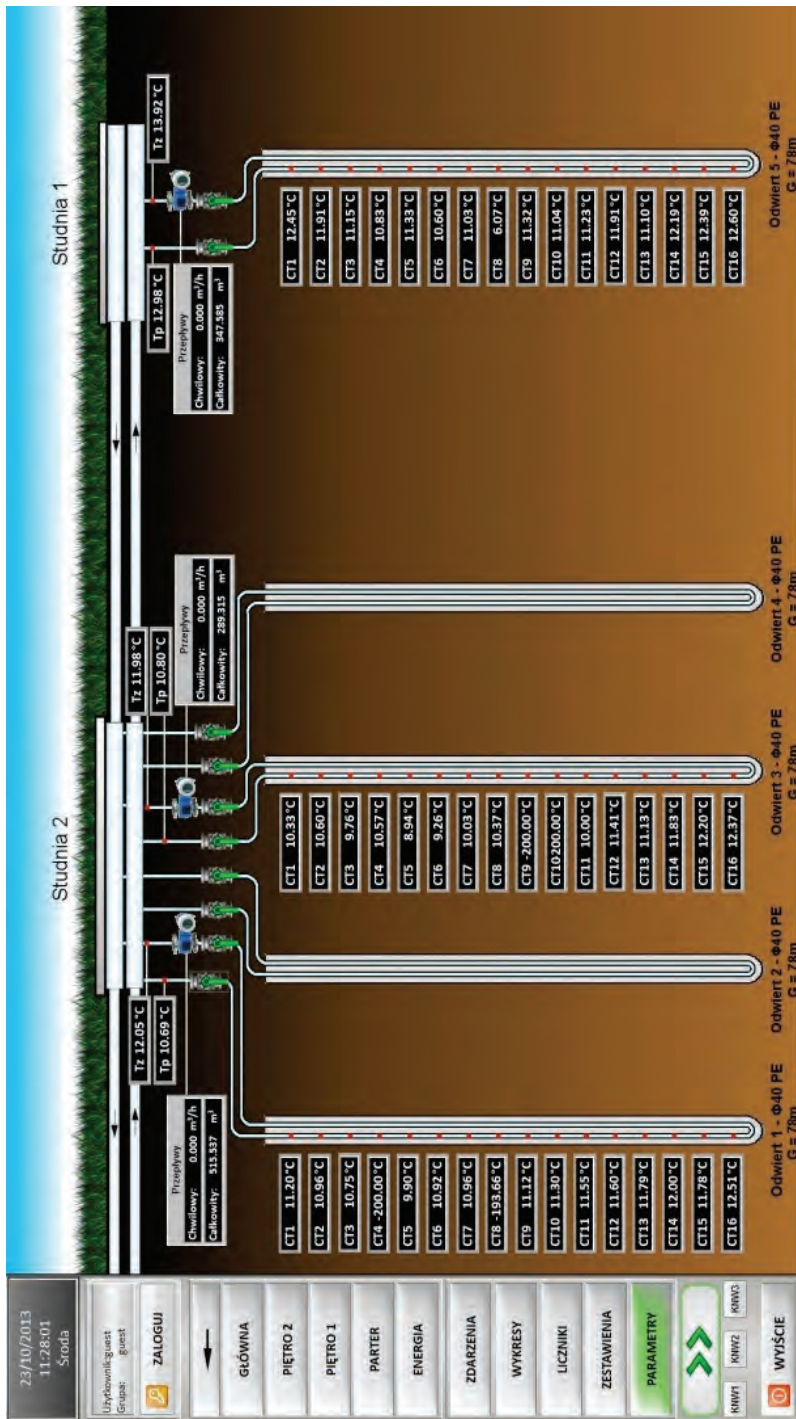 23/10/2013
11:28:01
Środa
Użytkownik:guest
Grupa: guest
ZALOGUJ
GŁÓWNA
PIĘTRO 2
PIĘTRO 1
PARTER
ENERGIA
ZDARZENIA
WYKRESY
LICZNIKI
ZESTAWIENIA
PARAMETRY
KNW1 KNW2 KNW3
WYJŚCIE
Studnia 2
Studnia 1
Tz 12.05 °C
Tp 10.69 °C
Przepływy
Chwilowy: 0.000 m³/h
Całkowity: 515.537 m³
Tz 11.98 °C
Tp 10.80 °C
Przepływy
Chwilowy: 0.000 m³/h
Całkowity: 289.315 m³
Tp 12.98 °C
Tz 13.92 °C
Przepływy
Chwilowy: 0.000 m³/h
Całkowity: 347.585 m³
CT1 11.20 °C
CT2 10.96 °C
CT3 10.75 °C
CT4 -200.00 °C
CT5 9.90 °C
CT6 10.92 °C
CT7 10.96 °C
CT8 -193.66 °C
CT9 11.12 °C
CT10 11.30 °C
CT11 11.55 °C
CT12 11.60 °C
CT13 11.79 °C
CT14 12.00 °C
CT15 11.78 °C
CT16 12.51 °C
Odwiert 1 - Φ40 PE
G = 78m
Odwiert 2 - Φ40 PE
G = 78m
CT1 10.33 °C
CT2 10.60 °C
CT3 9.76 °C
CT4 10.57 °C
CT5 8.94 °C
CT6 9.26 °C
CT7 10.03 °C
CT8 10.37 °C
CT9 -200.00 °C
CT10200.00 °C
CT11 10.00 °C
CT12 11.41 °C
CT13 11.13 °C
CT14 11.83 °C
CT15 12.20 °C
CT16 12.37 °C
Odwiert 3 - Φ40 PE
G = 78m
Odwiert 4 - Φ40 PE
G = 78m
CT1 12.45 °C
CT2 11.91 °C
CT3 11.15 °C
CT4 10.83 °C
CT5 11.33 °C
CT6 10.60 °C
CT7 11.03 °C
CT8 6.07 °C
CT9 11.32 °C
CT10 11.04 °C
CT11 11.23 °C
CT12 11.91 °C
CT13 11.10 °C
CT14 12.19 °C
CT15 12.39 °C
CT16 12.60 °C
Odwiert 5 - Φ40 PE
G = 78m